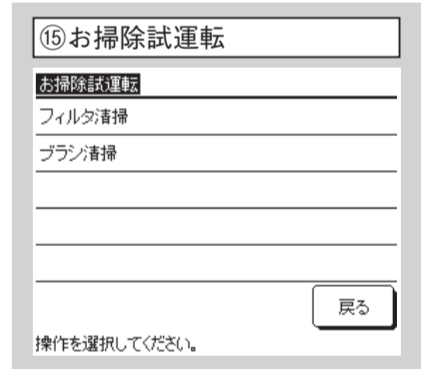 ⑮お掃除試運転
お掃除試運転
フィルタ清掃
ブラシ清掃
戻る
操作を選択してください。